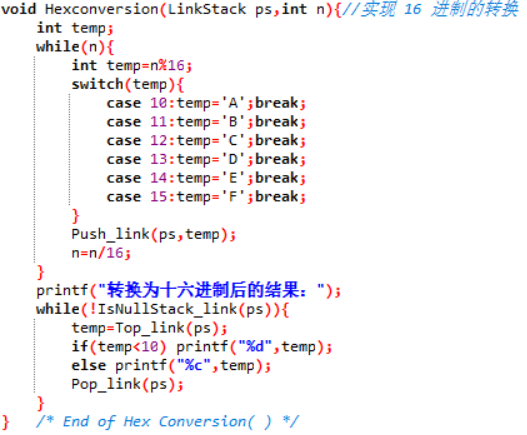 void Hexconversion(LinkStack ps,int n){//实现 16 进制的转换
    int temp;
    while(n){
        int temp=n%16;
        switch(temp){
            case 10:temp='A';break;
            case 11:temp='B';break;
            case 12:temp='C';break;
            case 13:temp='D';break;
            case 14:temp='E';break;
            case 15:temp='F';break;
        }
        Push_link(ps,temp);
        n=n/16;
    }
    printf("转换为十六进制后的结果：");
    while(!IsNullStack_link(ps)){
        temp=Top_link(ps);
        if(temp<10) printf("%d",temp);
        else printf("%c",temp);
        Pop_link(ps);
    }
}   /* End of Hex Conversion( ) */